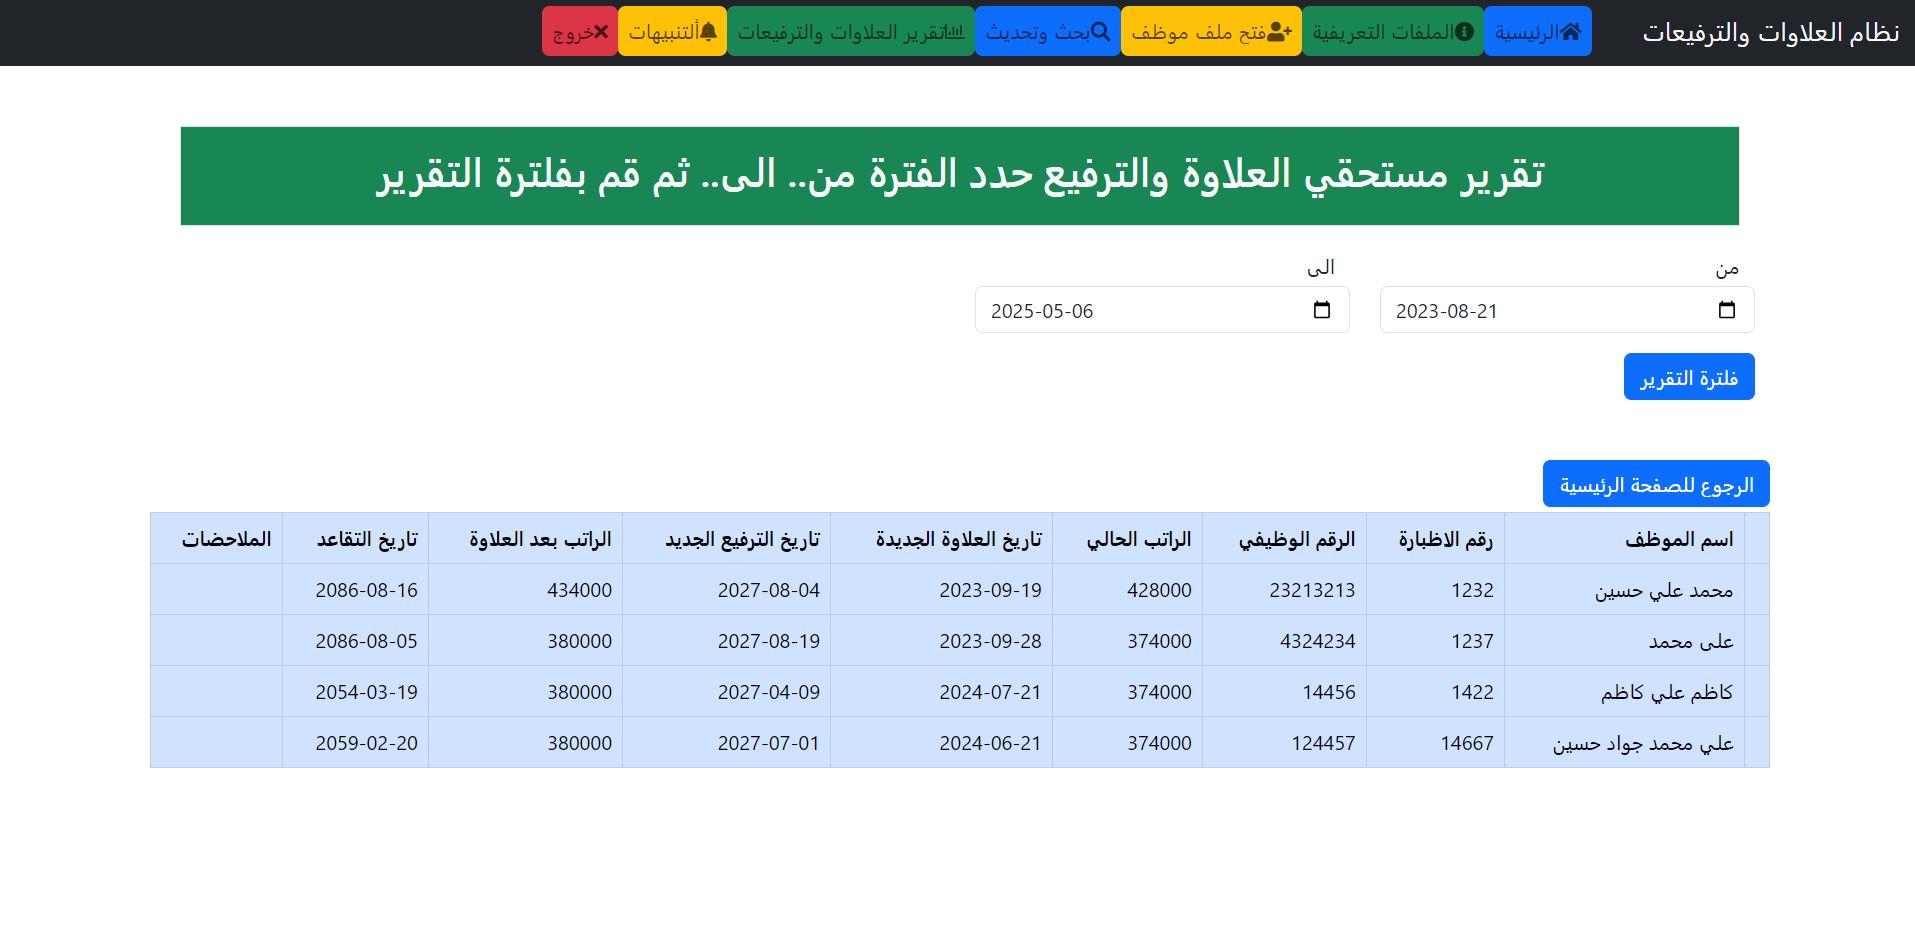 نظام العلاوات والترفيعات الرئيسية الملفات التعريفية فتح ملف موظف بحث وتحديث تقرير العلاوات والترفيعات ألتنبيهات خروج
تقرير مستحقي العلاوة والترفيع حدد الفترة من.. الى.. ثم قم بفلترة التقرير
من الى
2023-08-21 2025-05-06
فلترة التقرير
الرجوع للصفحة الرئيسية
اسم الموظف رقم الاظبارة الرقم الوظيفي الراتب الحالي تاريخ العلاوة الجديدة تاريخ الترفيع الجديد الراتب بعد العلاوة تاريخ التقاعد الملاحضات
محمد علي حسين 1232 23213213 428000 2023-09-19 2027-08-04 434000 2086-08-16
على محمد 1237 4324234 374000 2023-09-28 2027-08-19 380000 2086-08-05
كاظم علي كاظم 1422 14456 374000 2024-07-21 2027-04-09 380000 2054-03-19
علي محمد جواد حسين 14667 124457 374000 2024-06-21 2027-07-01 380000 2059-02-20